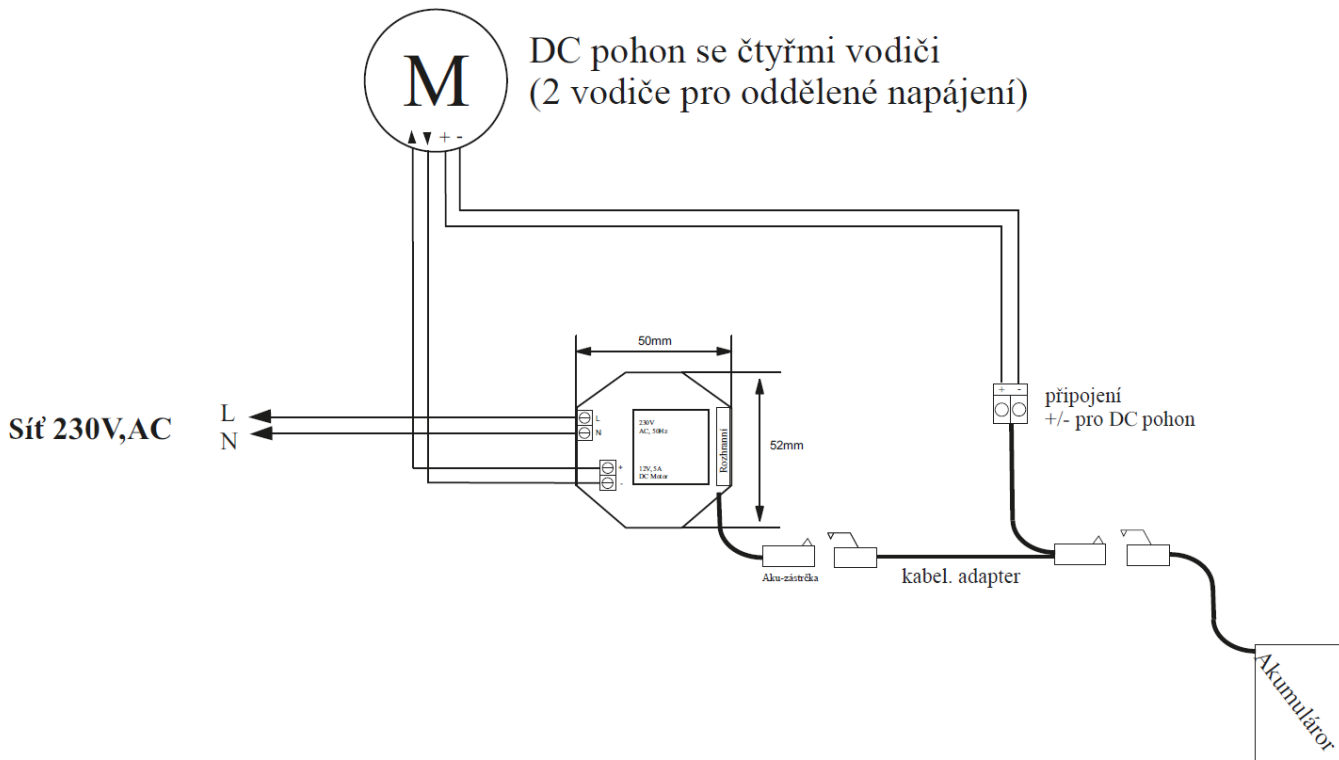 M
DC pohon se čtyřmi vodiči
(2 vodiče pro oddělené napájení)
+ -
50mm
+ -
připojení
+/- pro DC pohon
Síť 230V,AC
L
N
L
N
230V
AC, 50Hz
12V, 5A
DC Motor
+
-
Rozhranní
52mm
Aku-zástrčka
kabel. adapter
Akumuláror